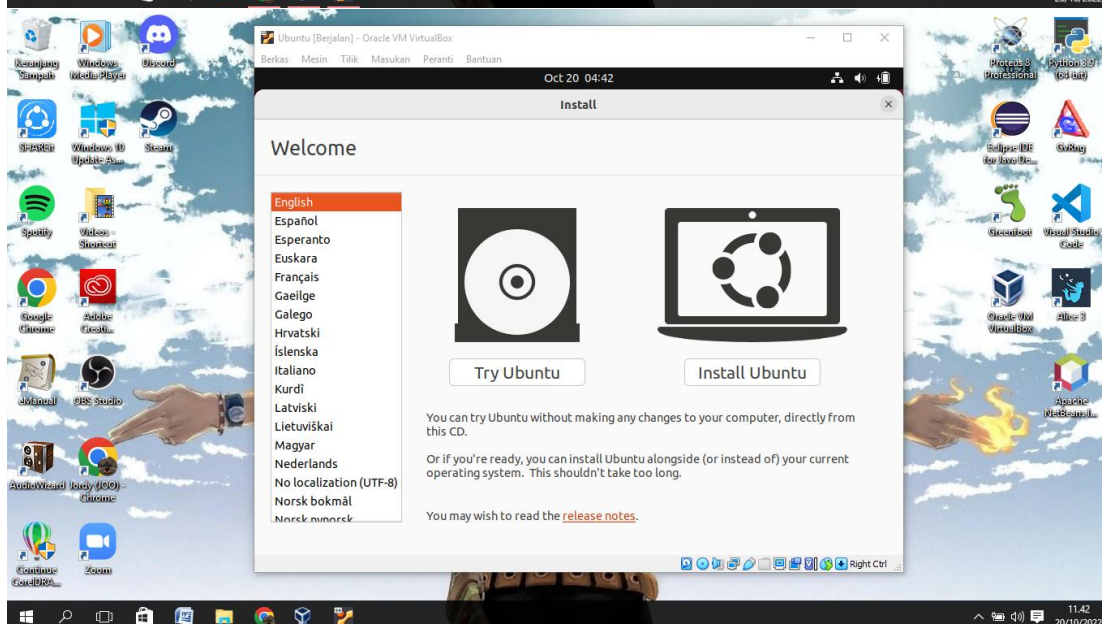 20/10/2022
Keranjang
Sampah
Windows
Media Player
Discord
SHAREit
Windows 10
Update As...
Steam
Spotify
Videos -
Shortcut
Google
Chrome
Adobe
Creati...
eManual
OBS Studio
AudioWizard
lordy (JOO) -
Chrome
Continue
CorelDRA...
Zoom
Ubuntu [Berjalan] - Oracle VM VirtualBox
Berkas Mesin Tilik Masukan Peranti Bantuan
Oct 20 04:42
Install
Welcome
English
Español
Esperanto
Euskara
Français
Gaeilge
Galego
Hrvatski
Íslenska
Italiano
Kurdî
Latviski
Lietuviškai
Magyar
Nederlands
No localization (UTF-8)
Norsk bokmål
Norsk nynorsk
Try Ubuntu
Install Ubuntu
You can try Ubuntu without making any changes to your computer, directly from
this CD.
Or if you're ready, you can install Ubuntu alongside (or instead of) your current
operating system. This shouldn't take too long.
You may wish to read the release notes.
Right Ctrl
Proteus 8
Professional
Python 3.9
(64-bit)
Eclipse IDE
for Java De...
GvRng
Greenfoot
Visual Studio
Code
Oracle VM
VirtualBox
Alice 3
Apache
NetBeans I...
11.42
20/10/2022